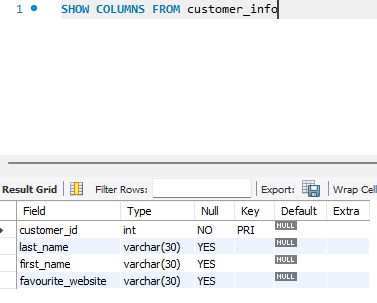 1 SHOW COLUMNS FROM customer_info
Result Grid Filter Rows: Export: Wrap Cell
Field Type Null Key Default Extra
customer_id int NO PRI NULL
last_name varchar(30) YES NULL
first_name varchar(30) YES NULL
favourite_website varchar(30) YES NULL